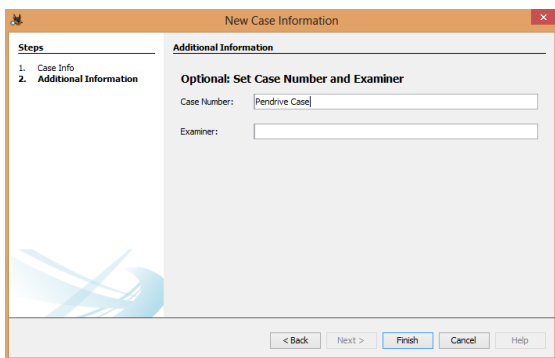 New Case Information
Steps
1. Case Info
2. Additional Information
Additional Information
Optional: Set Case Number and Examiner
Case Number: Pendrive Case
Examiner:
< Back Next > Finish Cancel Help